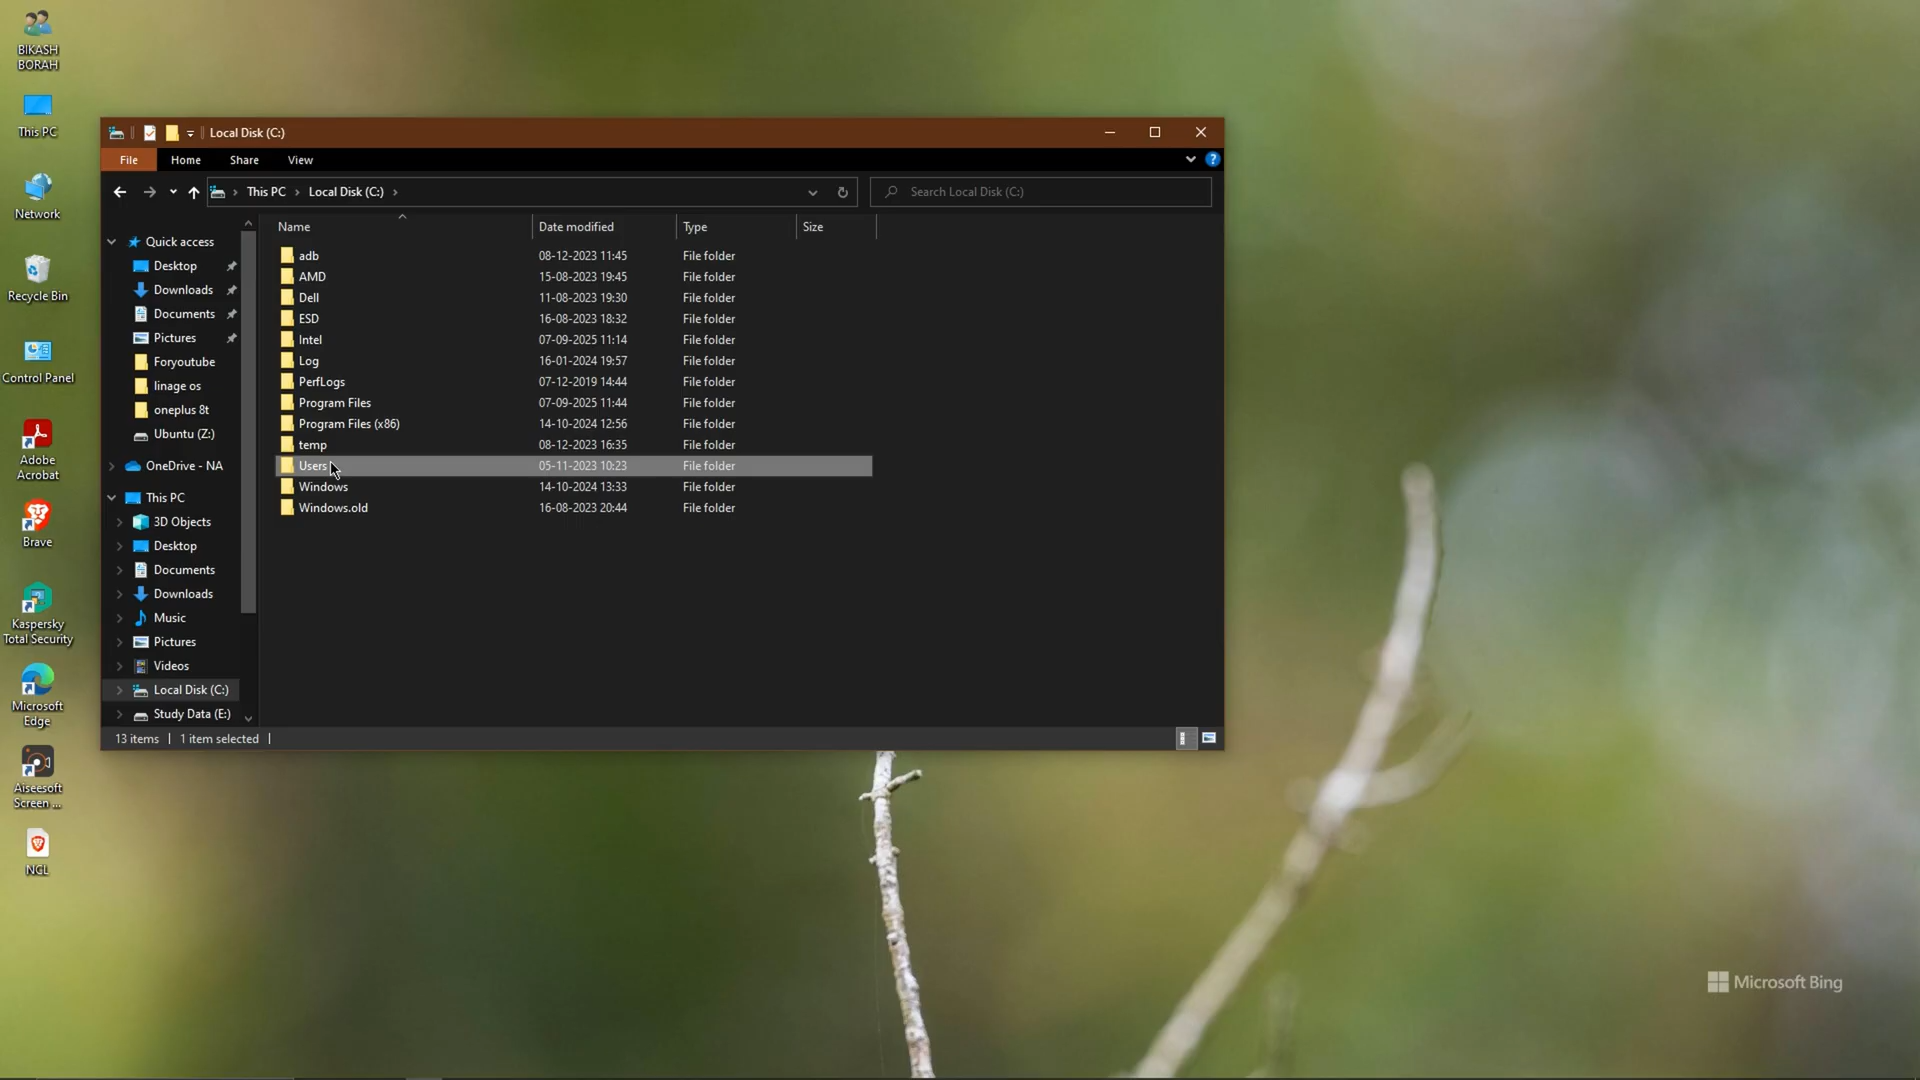 BIKASH
BORAH
This PC
Network
Recycle Bin
Control Panel
Adobe
Acrobat
Brave
Kaspersky
Total Security
Microsoft
Edge
Aiseesoft
Screen ...
NCL
Local Disk (C:)
File Home Share View
This PC > Local Disk (C:) >
Search Local Disk (C:)
Quick access
Desktop
Downloads
Documents
Pictures
Foryoutube
linage os
oneplus 8t
Ubuntu (Z:)
OneDrive - NA
This PC
3D Objects
Desktop
Documents
Downloads
Music
Pictures
Videos
Local Disk (C:)
Study Data (E:)
Name Date modified Type Size
adb 08-12-2023 11:45 File folder
AMD 15-08-2023 19:45 File folder
Dell 11-08-2023 19:30 File folder
ESD 16-08-2023 18:32 File folder
Intel 07-09-2025 11:14 File folder
Log 16-01-2024 19:57 File folder
PerfLogs 07-12-2019 14:44 File folder
Program Files 07-09-2025 11:44 File folder
Program Files (x86) 14-10-2024 12:56 File folder
temp 08-12-2023 16:35 File folder
Users 05-11-2023 10:23 File folder
Windows 14-10-2024 13:33 File folder
Windows.old 16-08-2023 20:44 File folder
13 items | 1 item selected |
Microsoft Bing